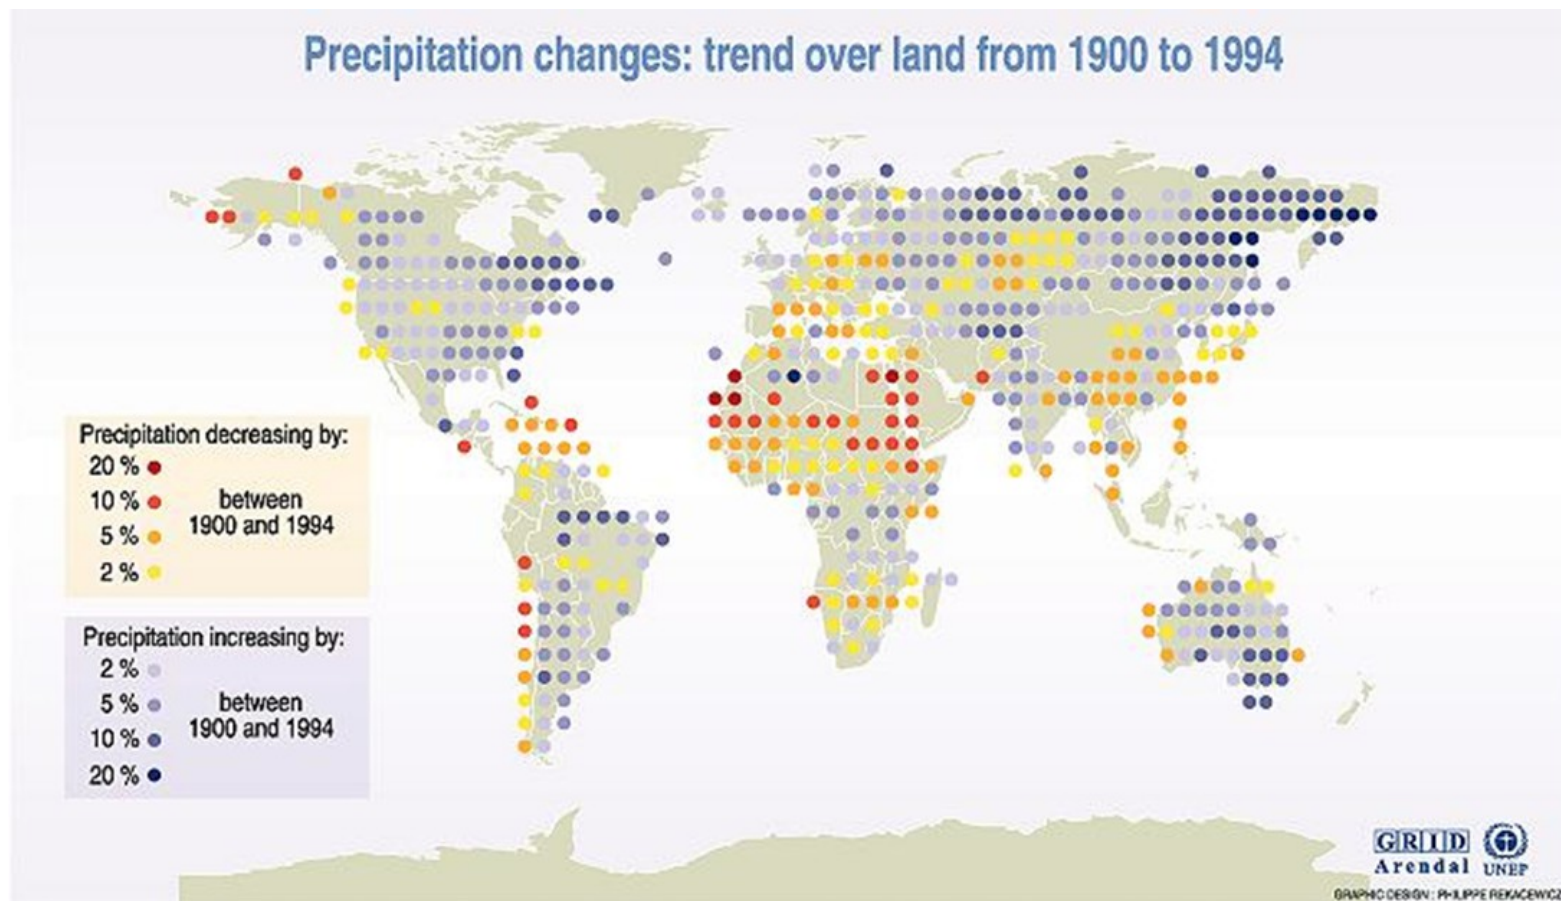 Precipitation changes: trend over land from 1900 to 1994
Precipitation decreasing by:
20 %
10 %
5 %
2 %
between
1900 and 1994
Precipitation increasing by:
2 %
5 %
10 %
20 %
between
1900 and 1994
GRID
Arendal
UNEP
GRAPHIC DESIGN : PHILIPPE REKACEWICZ